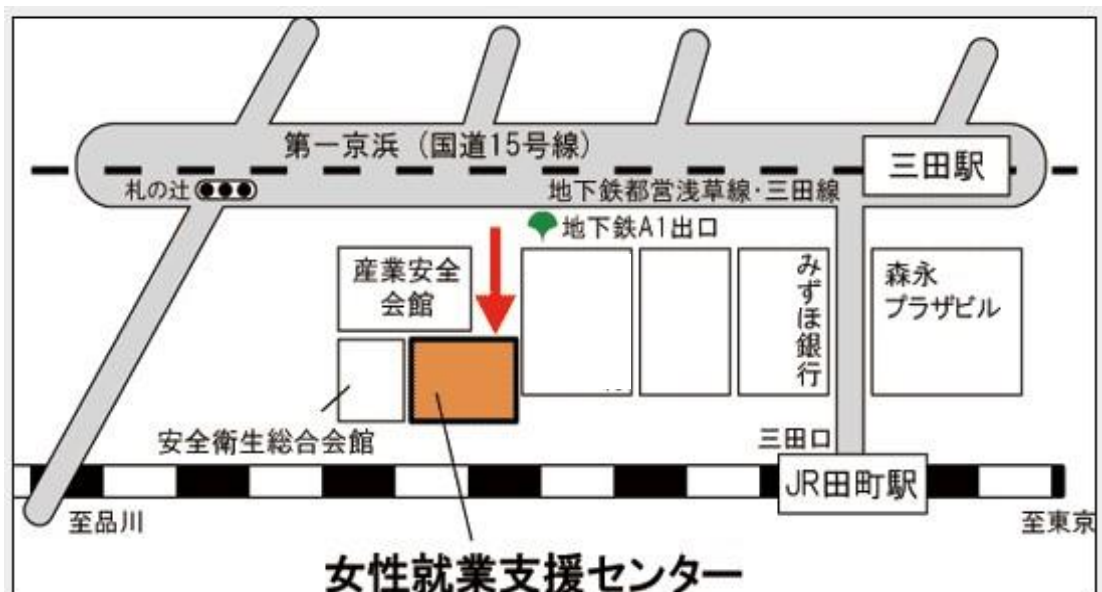 第一京浜（国道15号線）
三田駅
札の辻
地下鉄都営浅草線・三田線
地下鉄A1出口
産業安全
会館
みずほ銀行
森永
プラザビル
安全衛生総合会館
三田口
JR田町駅
至品川
至東京
女性就業支援センター